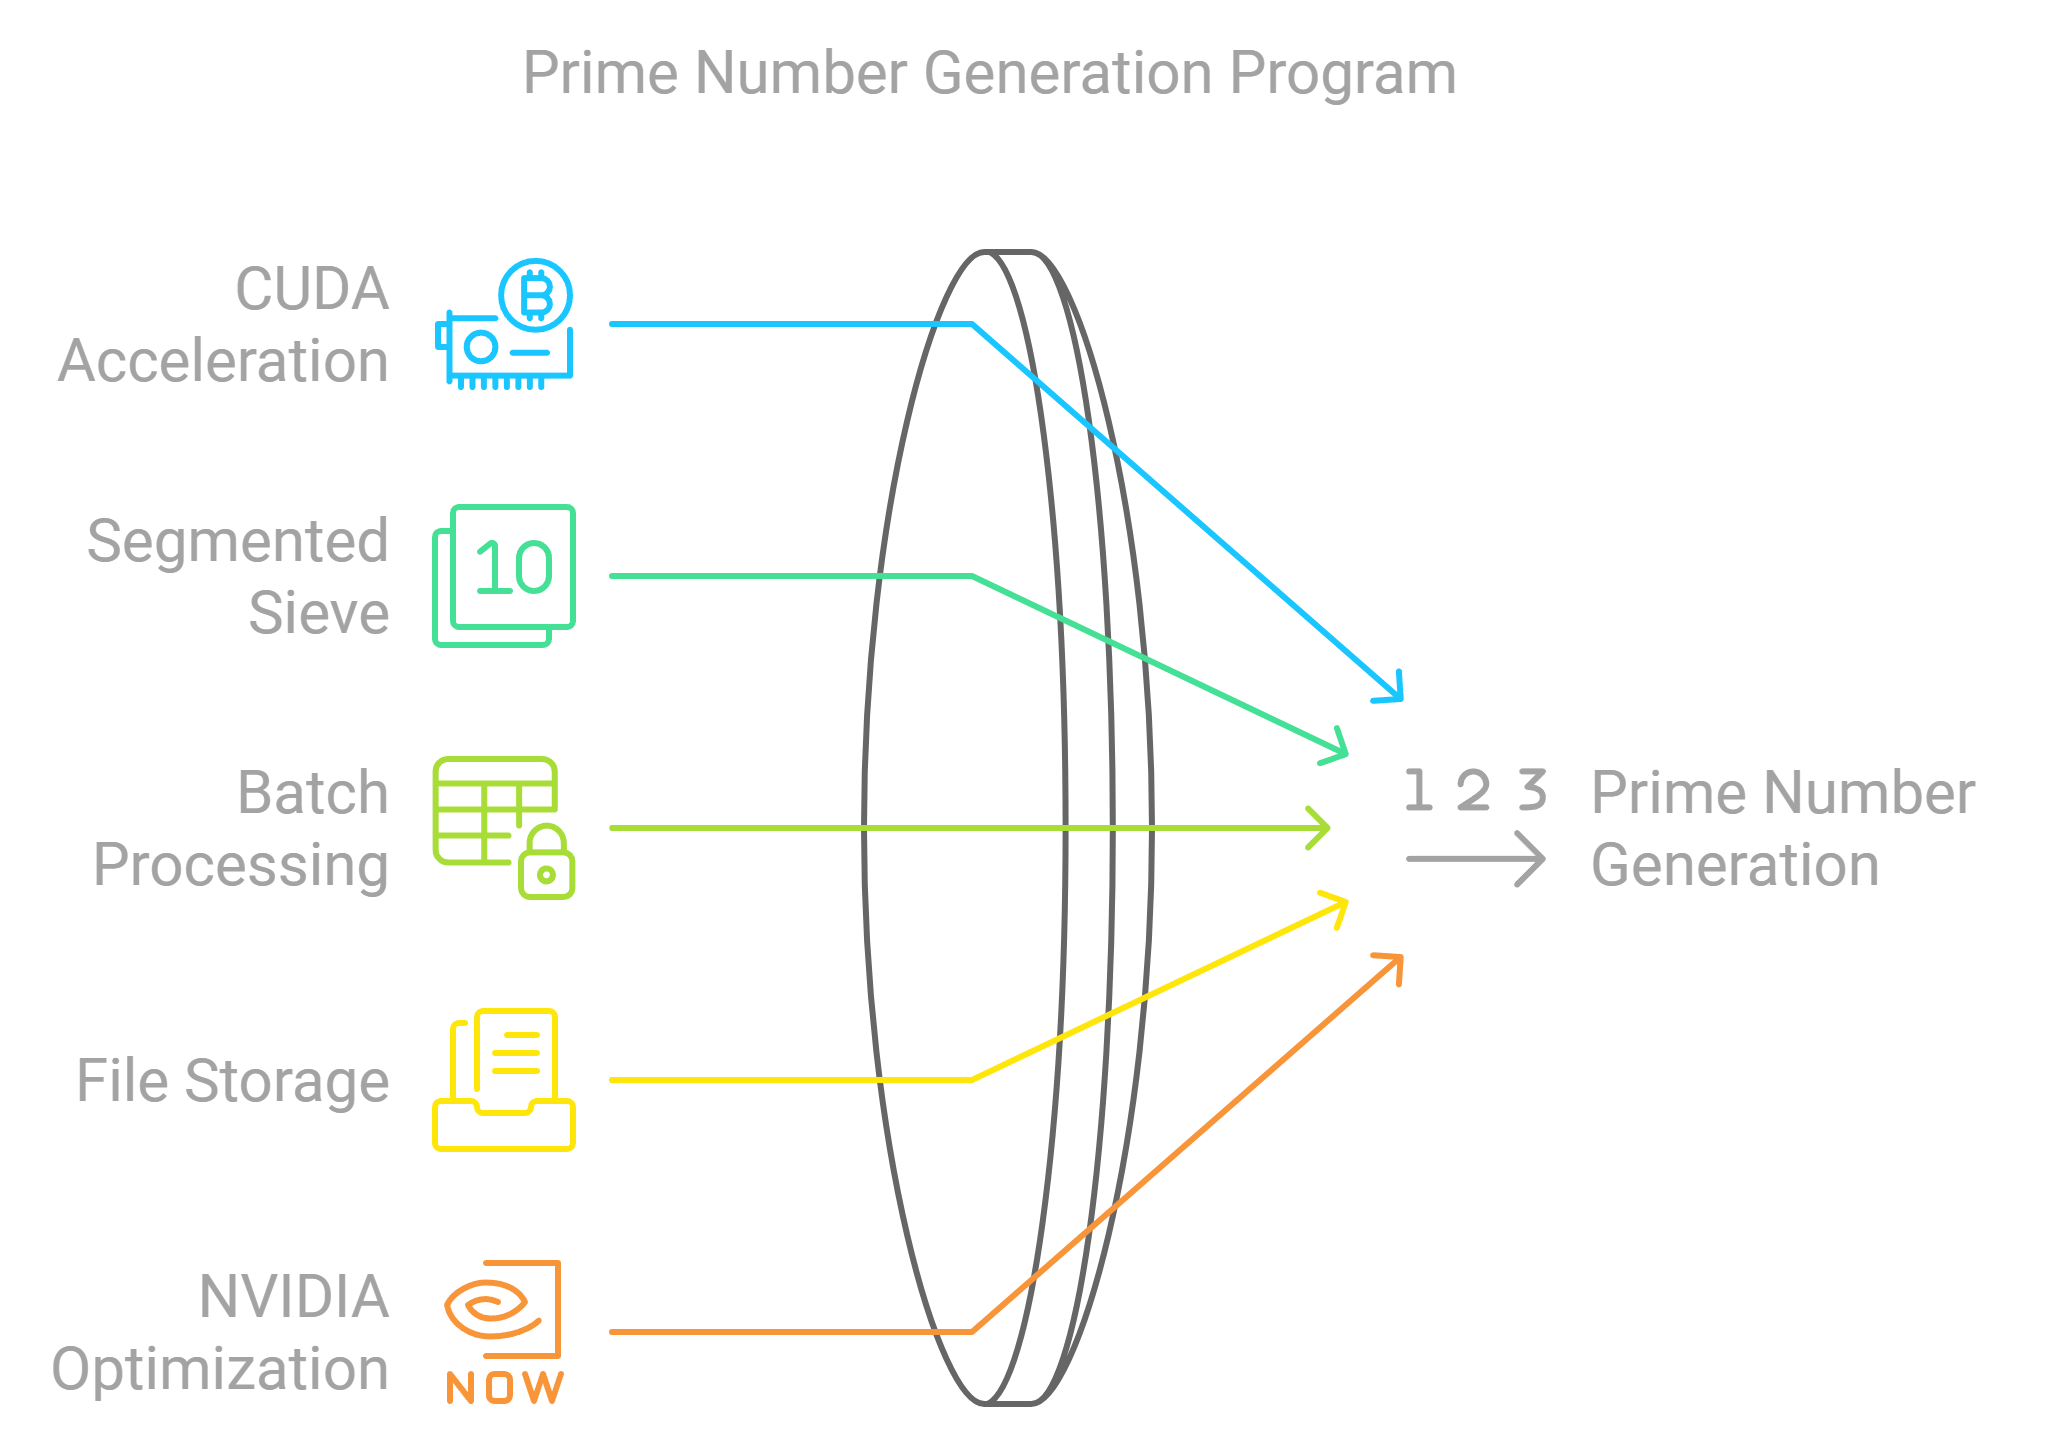 Prime Number Generation Program
CUDA
Acceleration
B
Segmented
Sieve
10
Batch
Processing
File Storage
NVIDIA
Optimization
NOW
1 2 3
Prime Number
Generation